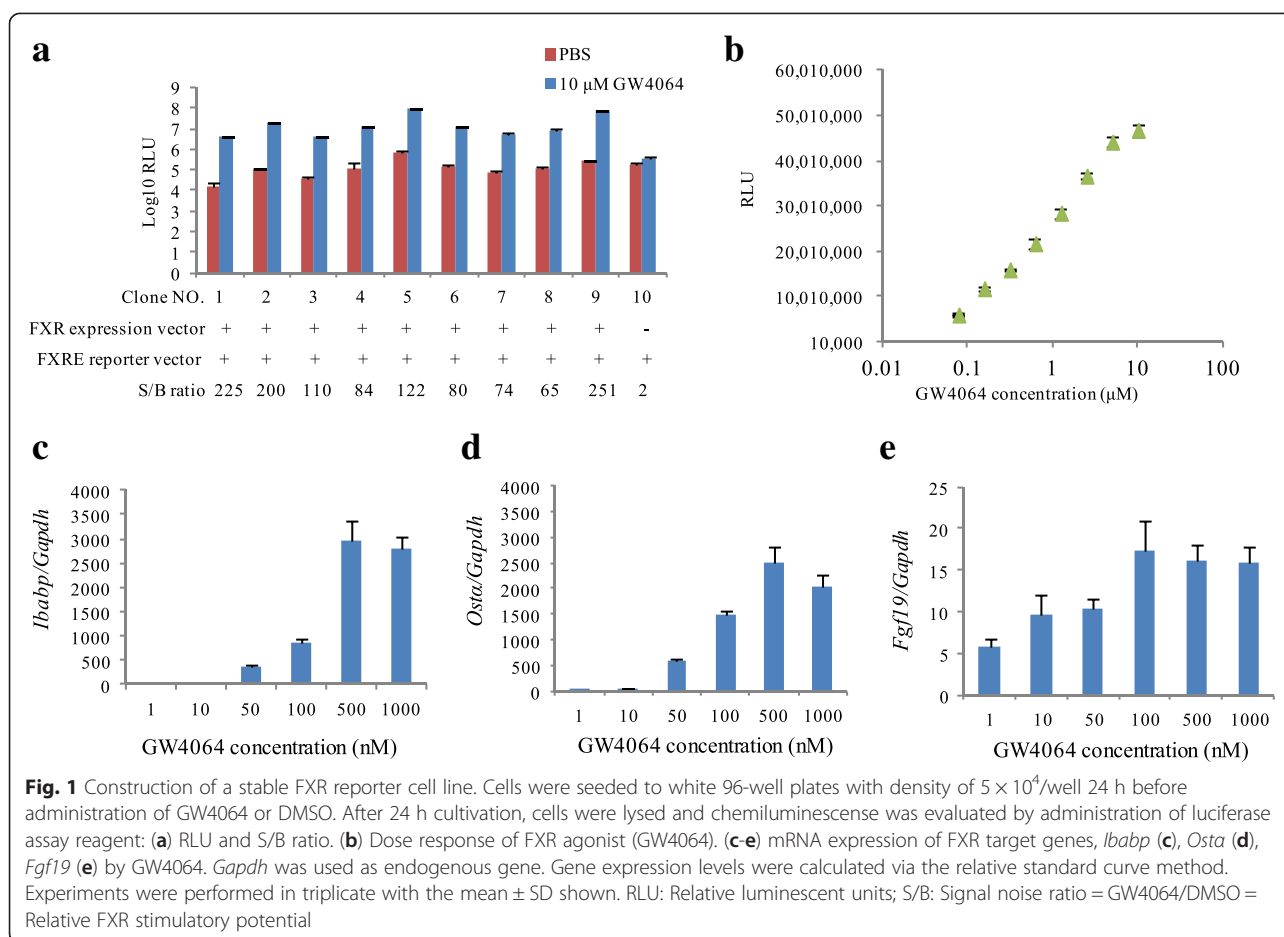 a
PBS
10 µM GW4064
9
8
7
6
5
4
3
2
1
0
Log10 RLU
Clone NO. 1 2 3 4 5 6 7 8 9 10
FXR expression vector + + + + + + + + + -
FXRE reporter vector + + + + + + + + + +
S/B ratio 225 200 110 84 122 80 74 65 251 2
b
60,010,000
50,010,000
40,010,000
30,010,000
20,010,000
10,010,000
10,000
RLU
0.01 0.1 1 10 100
GW4064 concentration (µM)
c
4000
3500
3000
2500
2000
1500
1000
500
0
Ibabp/Gapdh
1 10 50 100 500 1000
GW4064 concentration (nM)
d
4000
3500
3000
2500
2000
1500
1000
500
0
Osta/Gapdh
1 10 50 100 500 1000
GW4064 concentration (nM)
e
25
20
15
10
5
0
Fgf19/Gapdh
1 10 50 100 500 1000
GW4064 concentration (nM)
Fig. 1 Construction of a stable FXR reporter cell line. Cells were seeded to white 96-well plates with density of 5 × 10⁴/well 24 h before
administration of GW4064 or DMSO. After 24 h cultivation, cells were lysed and chemiluminescense was evaluated by administration of luciferase
assay reagent: (a) RLU and S/B ratio. (b) Dose response of FXR agonist (GW4064). (c-e) mRNA expression of FXR target genes, Ibabp (c), Osta (d),
Fgf19 (e) by GW4064. Gapdh was used as endogenous gene. Gene expression levels were calculated via the relative standard curve method.
Experiments were performed in triplicate with the mean ± SD shown. RLU: Relative luminescent units; S/B: Signal noise ratio = GW4064/DMSO =
Relative FXR stimulatory potential